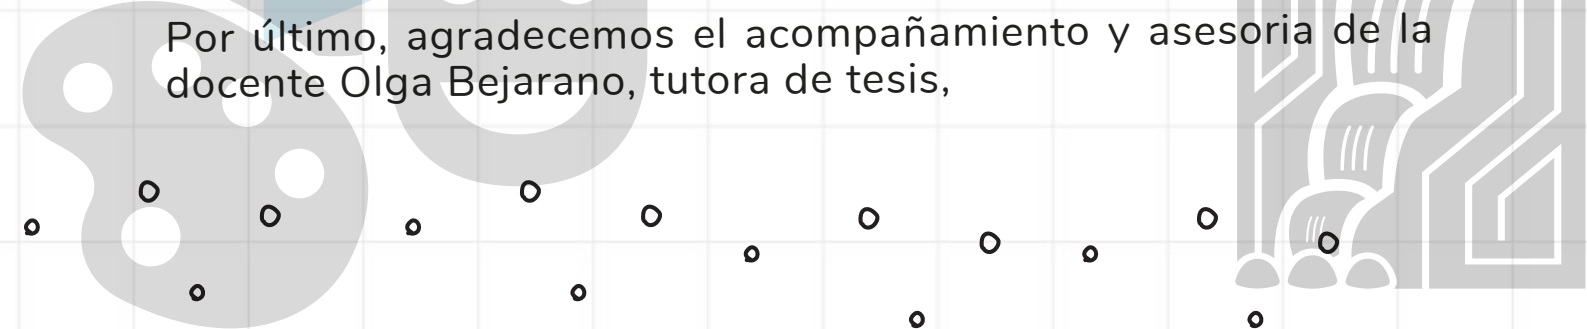 Por último, agradecemos el acompañamiento y asesoria de la
docente Olga Bejarano, tutora de tesis,